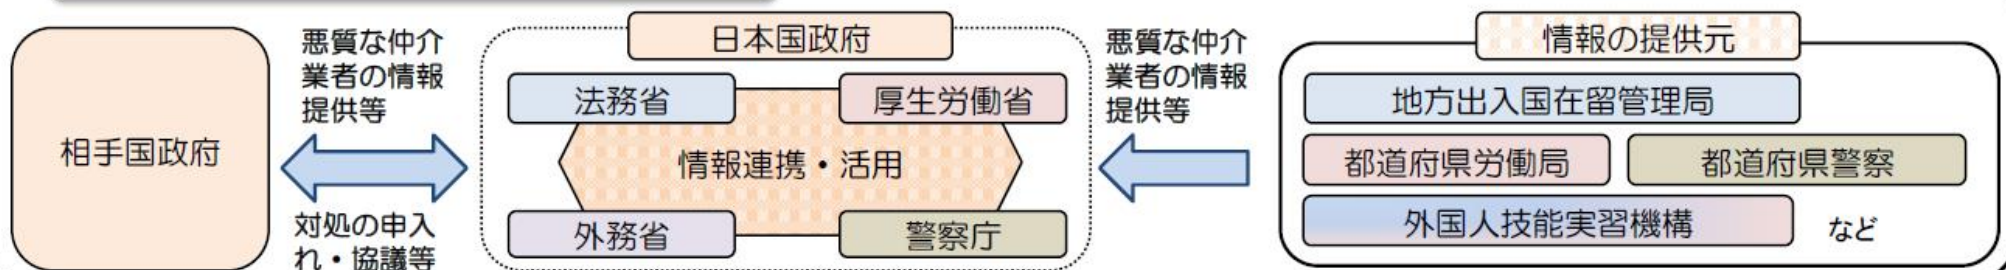 相手国政府
悪質な仲介
業者の情報
提供等
対処の申入
れ・協議等
日本国政府
法務省
厚生労働省
情報連携・活用
外務省
警察庁
悪質な仲介
業者の情報
提供等
情報の提供元
地方出入国在留管理局
都道府県労働局
都道府県警察
外国人技能実習機構
など